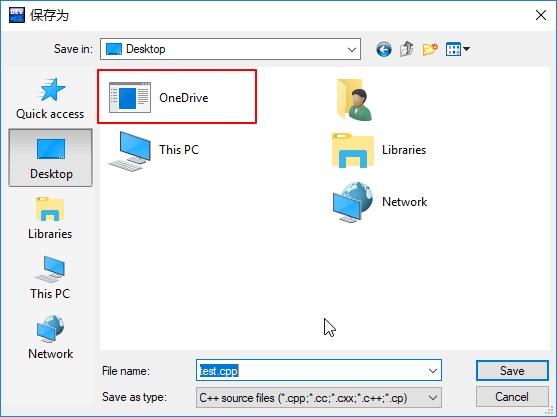 保存为
Save in:
Desktop
Quick access
Desktop
Libraries
This PC
Network
OneDrive
This PC
Libraries
Network
File name:
test.cpp
Save
Save as type:
C++ source files (*.cpp;*.cc;*.cxx;*.c++;*.cp)
Cancel